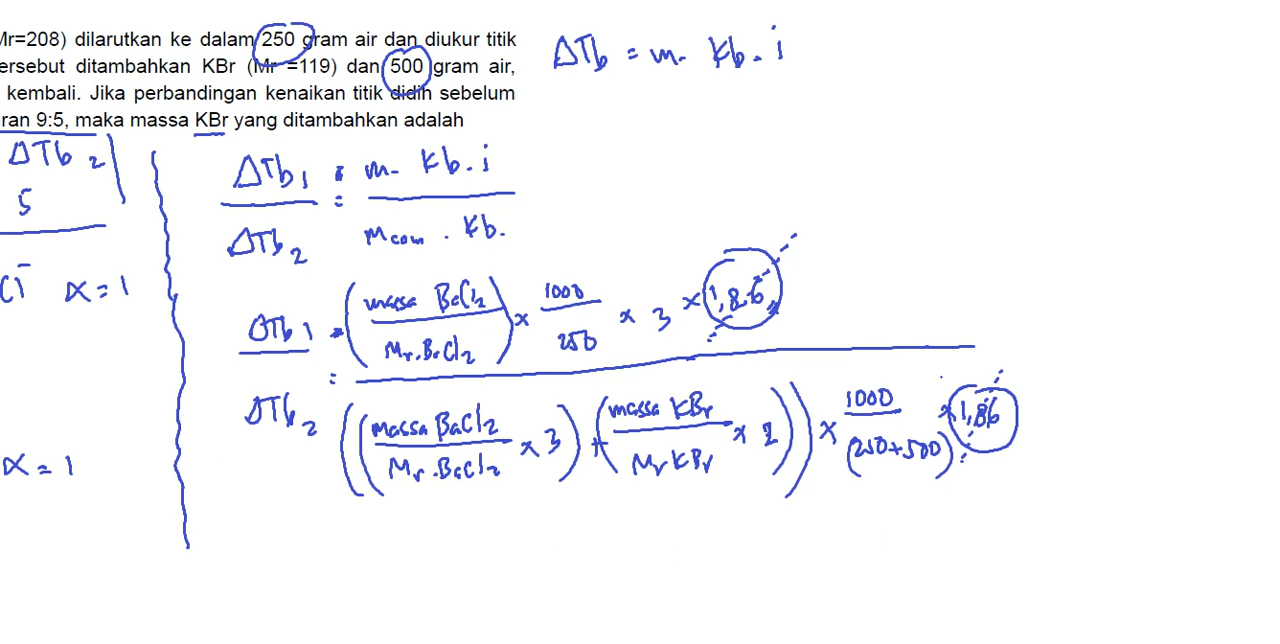 Mr=208) dilarutkan ke dalam 250 gram air dan diukur titik
ersebut ditambahkan KBr (Mr =119) dan 500 gram air,
kembali. Jika perbandingan kenaikan titik didih sebelum
ran 9:5, maka massa KBr yang ditambahkan adalah
ΔTb = m. Kb. i
ΔTb 2
5
Cl⁻ α = 1
α = 1
ΔTb1 = m. Kb. i
ΔTb2 Mcom . Kb.
ΔTb1 = (massa BaCl2 / Mr.BaCl2) x 1000/250 x 3 x 1,86
ΔTb2 ((massa BaCl2 / Mr.BaCl2 x 3) + (massa KBr / Mr KBr x 2)) x 1000/(250+500) x 1,86